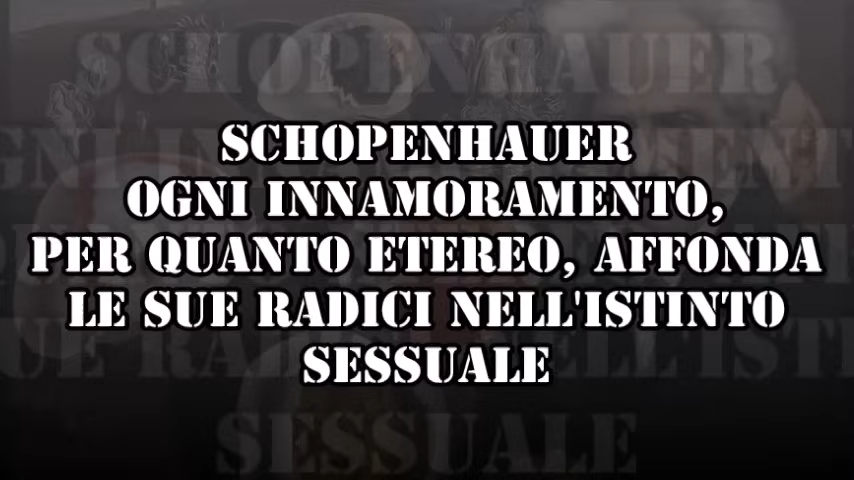 SCHOPENHAUER
OGNI INNAMORAMENTO,
PER QUANTO ETEREO, AFFONDA
LE SUE RADICI NELL'ISTINTO
SESSUALE